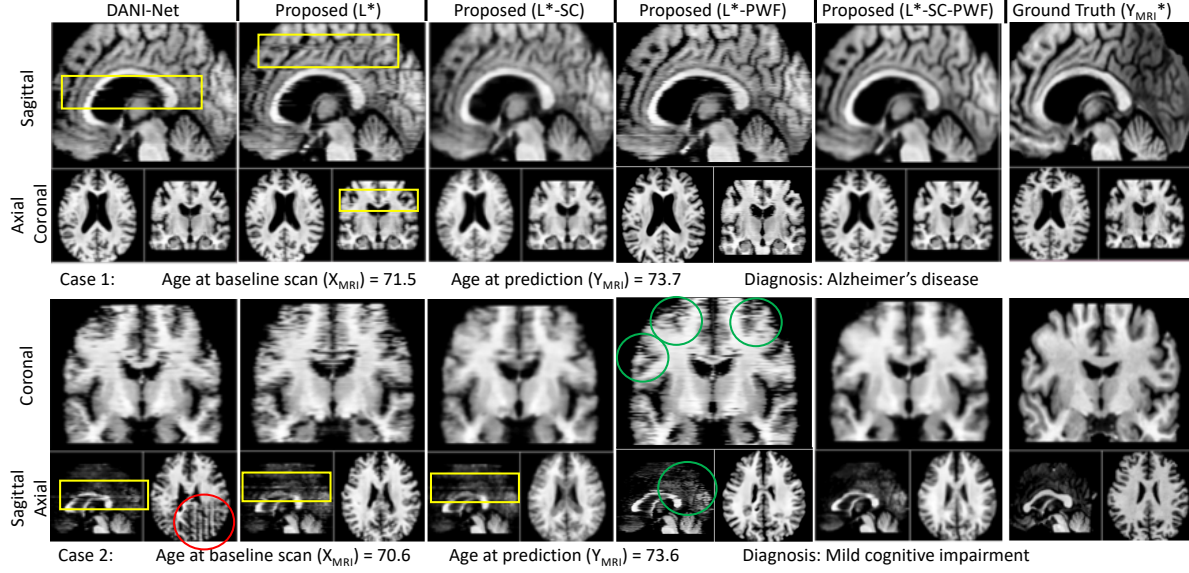 DANI-Net Proposed (L*) Proposed (L*-SC) Proposed (L*-PWF) Proposed (L*-SC-PWF) Ground Truth (YMRI*)
Sagittal
Axial
Coronal
Case 1: Age at baseline scan (XMRI) = 71.5 Age at prediction (YMRI) = 73.7 Diagnosis: Alzheimer's disease
Coronal
Sagittal
Axial
Case 2: Age at baseline scan (XMRI) = 70.6 Age at prediction (YMRI) = 73.6 Diagnosis: Mild cognitive impairment